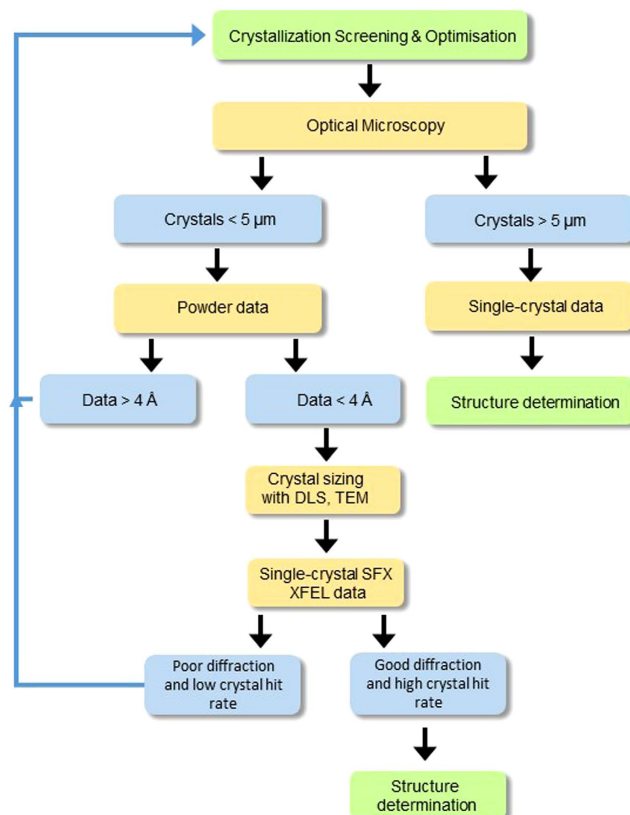 Crystallization Screening & Optimisation
Optical Microscopy
Crystals < 5 µm
Crystals > 5 µm
Powder data
Single-crystal data
Data > 4 Å
Data < 4 Å
Structure determination
Crystal sizing
with DLS, TEM
Single-crystal SFX
XFEL data
Poor diffraction
and low crystal hit
rate
Good diffraction
and high crystal hit
rate
Structure
determination